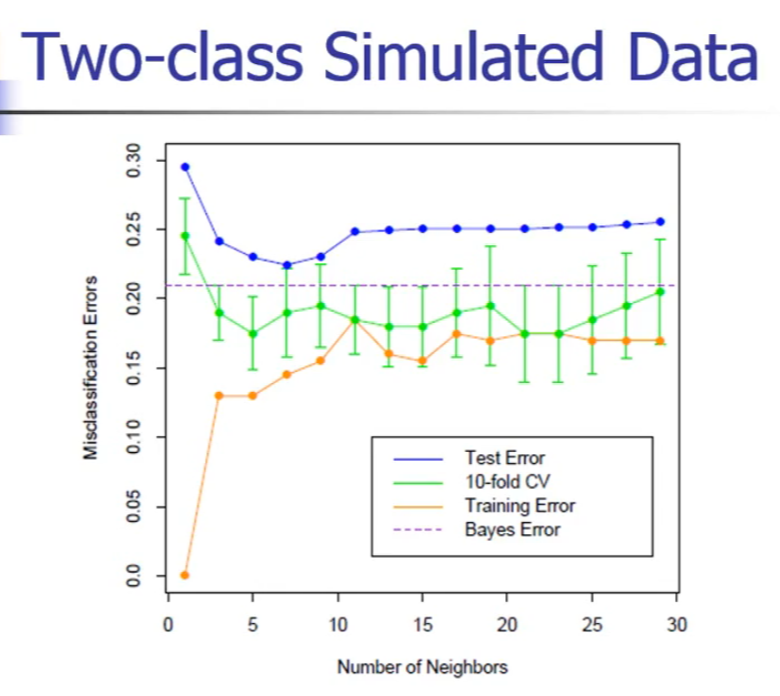 Two-class Simulated Data
0.30
0.25
0.20
0.15
0.10
0.05
0.0
Misclassification Errors
Test Error
10-fold CV
Training Error
Bayes Error
0 5 10 15 20 25 30
Number of Neighbors